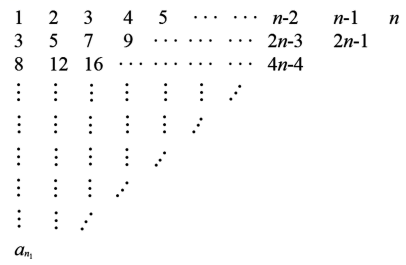 1 2 3 4 5 ⋯ ⋯ n-2 n-1 n
3 5 7 9 ⋯ ⋯ ⋯ 2n-3 2n-1
8 12 16 ⋯ ⋯ ⋯ ⋯ 4n-4
⋮ ⋮ ⋮ ⋮ ⋮ ⋮ ⋰
⋮ ⋮ ⋮ ⋮ ⋮ ⋰
⋮ ⋮ ⋮ ⋮ ⋰
⋮ ⋮ ⋮ ⋰
⋮ ⋮ ⋰
a_{n_1}